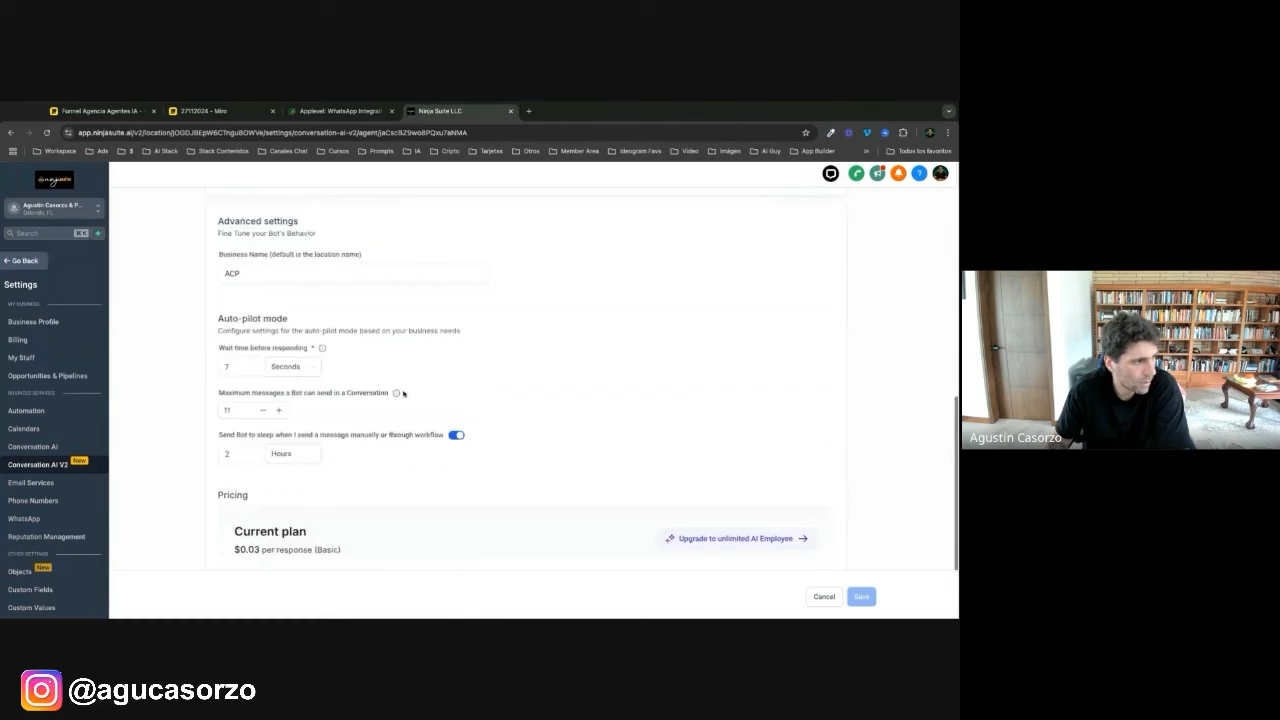 Funnel Agencia Agentes IA -
27112024 - Miro
Applevel: WhatsApp Integrat
Ninja Suite LLC
Workspace
Ads
$
AI Stack
Stack Contenidos
Canales Chat
Cursos
Prompts
IA
Cripto
Tarjetas
Otros
Member Area
Ideogram Favs
Video
Imágen
AI Guy
App Builder
Todos los favoritos
ninjasuite
Agustín Casorzo & P...
Orlando, FL
Search
⌘K
Go Back
Settings
MY BUSINESS
Business Profile
Billing
My Staff
Opportunities & Pipelines
BUSINESS SERVICES
Automation
Calendars
Conversation AI
Conversation AI V2 New
Email Services
Phone Numbers
WhatsApp
Reputation Management
OTHER SETTINGS
Objects New
Custom Fields
Custom Values
Advanced settings
Fine Tune your Bot's Behavior
Business Name (default is the location name)
ACP
Auto-pilot mode
Configure settings for the auto-pilot mode based on your business needs
Wait time before responding *
7 Seconds
Maximum messages a Bot can send in a Conversation
11 − +
Send Bot to sleep when I send a message manually or through workflow
2 Hours
Pricing
Current plan
$0.03 per response (Basic)
Upgrade to unlimited AI Employee →
Cancel
Save
Agustín Casorzo
@agucasorzo